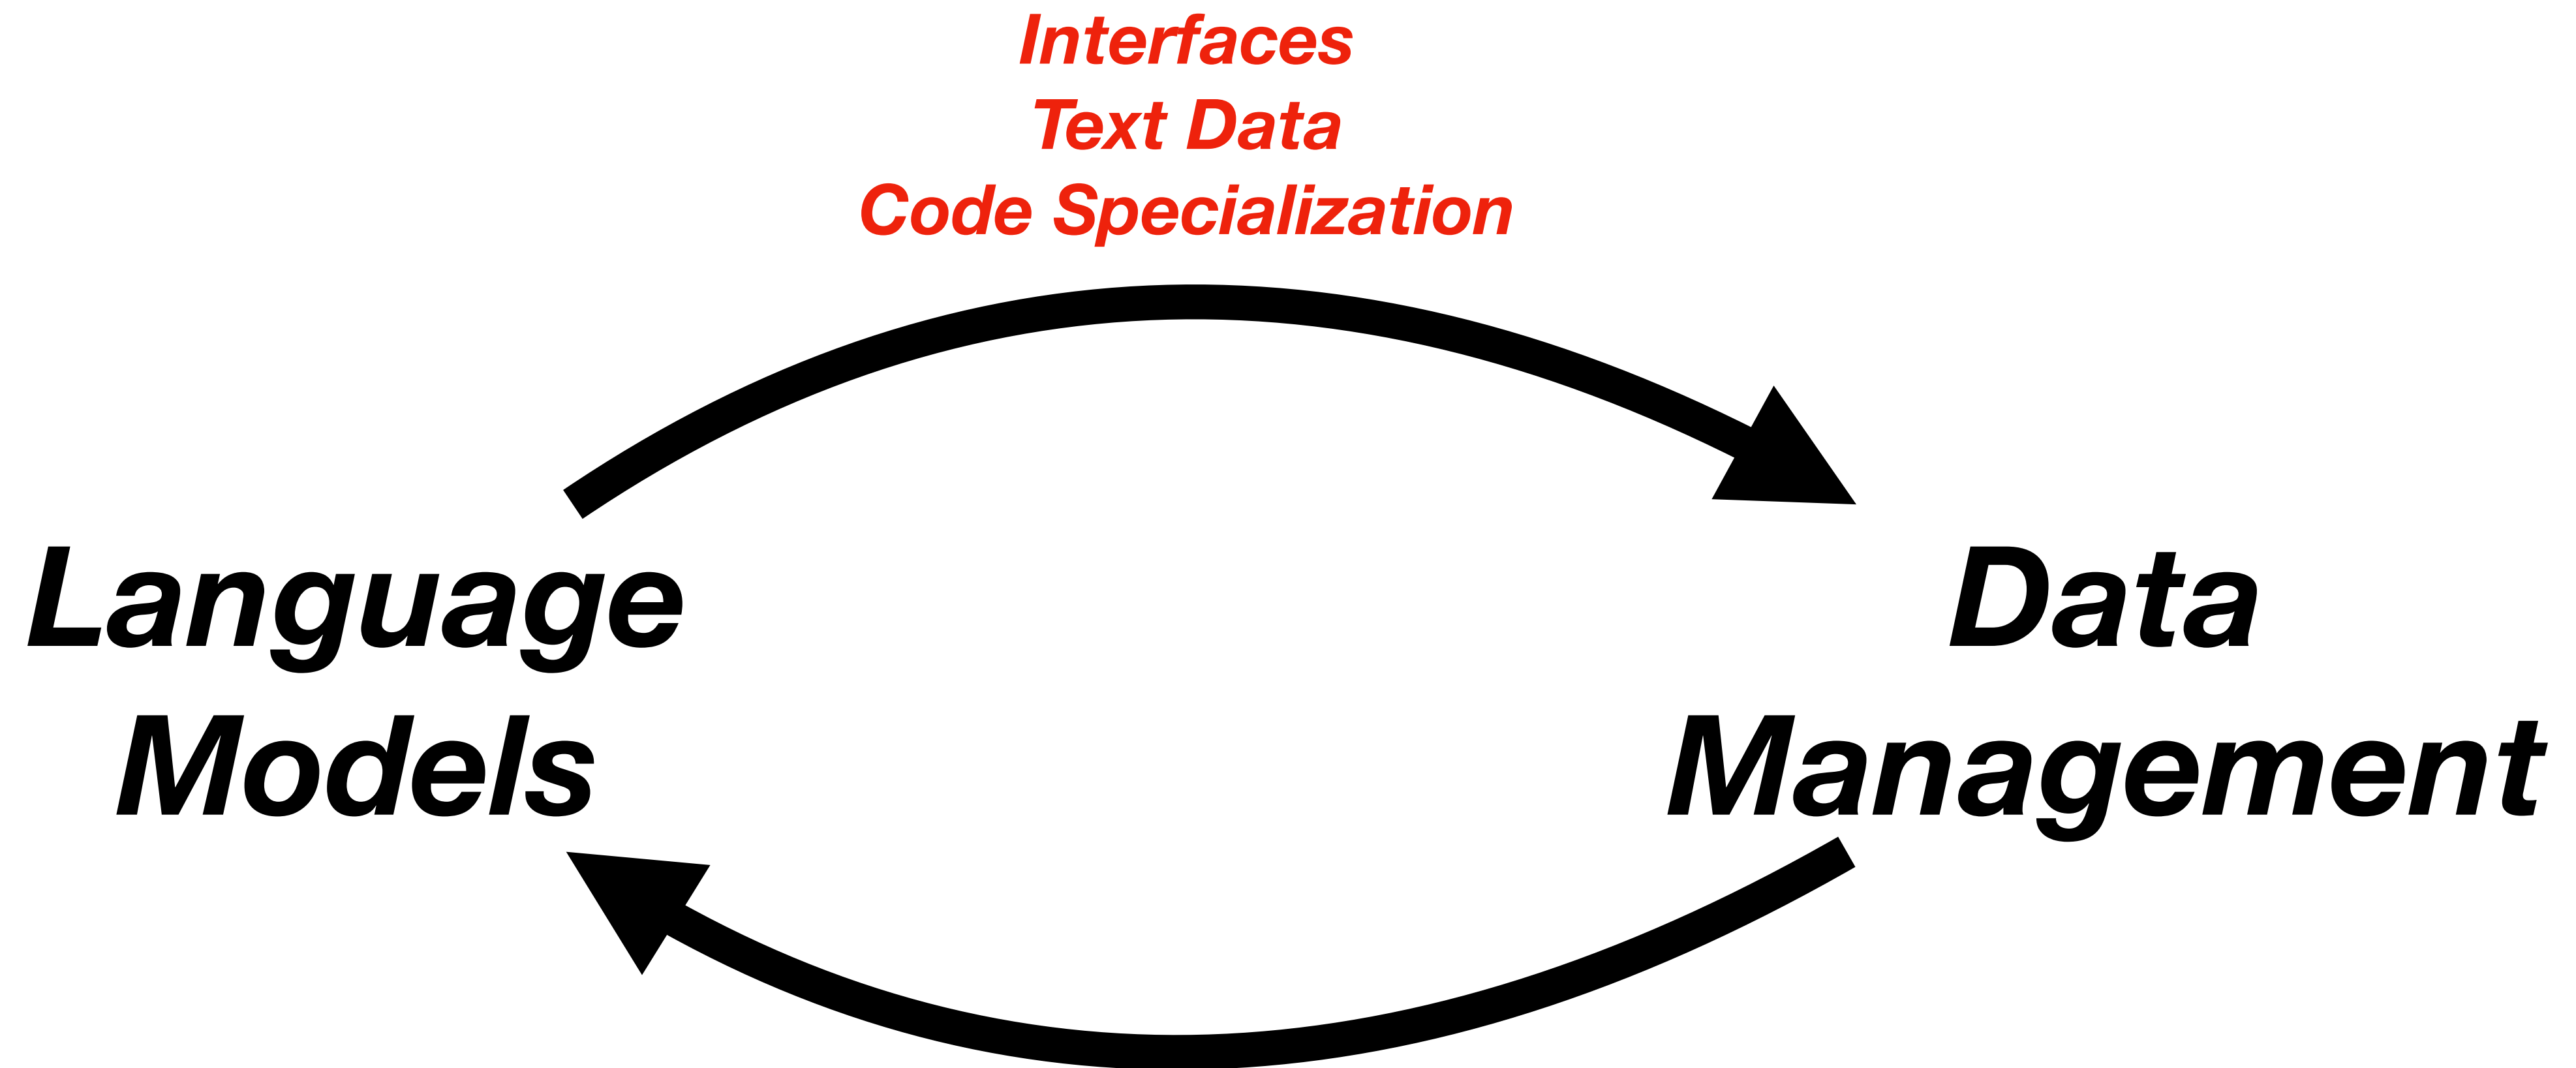 Interfaces
Text Data
Code Specialization
Language
Models
Data
Management